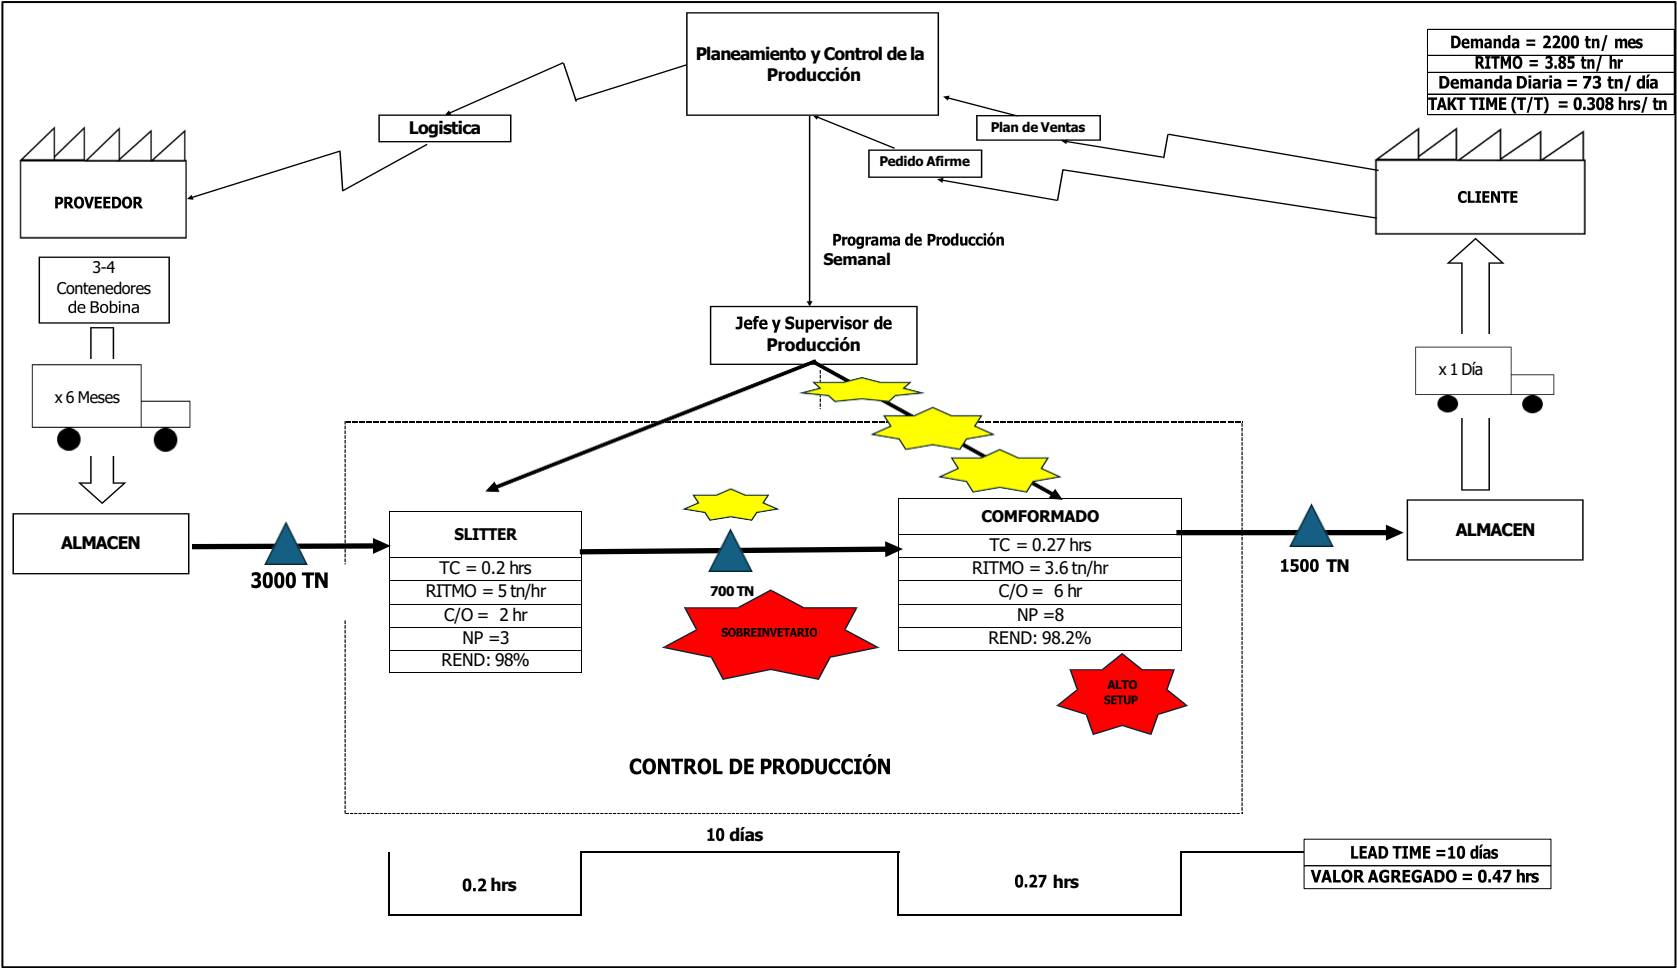 Planeamiento y Control de la
Producción
Demanda = 2200 tn/ mes
RITMO = 3.85 tn/ hr
Demanda Diaria = 73 tn/ día
TAKT TIME (T/T) = 0.308 hrs/ tn
Logistica
Plan de Ventas
Pedido Afirme
PROVEEDOR
CLIENTE
Programa de Producción
Semanal
3-4
Contenedores
de Bobina
Jefe y Supervisor de
Producción
x 6 Meses
x 1 Día
ALMACEN
3000 TN
SLITTER
TC = 0.2 hrs
RITMO = 5 tn/hr
C/O = 2 hr
NP =3
REND: 98%
700 TN
SOBREINVETARIO
COMFORMADO
TC = 0.27 hrs
RITMO = 3.6 tn/hr
C/O = 6 hr
NP =8
REND: 98.2%
ALTO
SETUP
1500 TN
ALMACEN
CONTROL DE PRODUCCIÓN
10 días
0.2 hrs
0.27 hrs
LEAD TIME =10 días
VALOR AGREGADO = 0.47 hrs